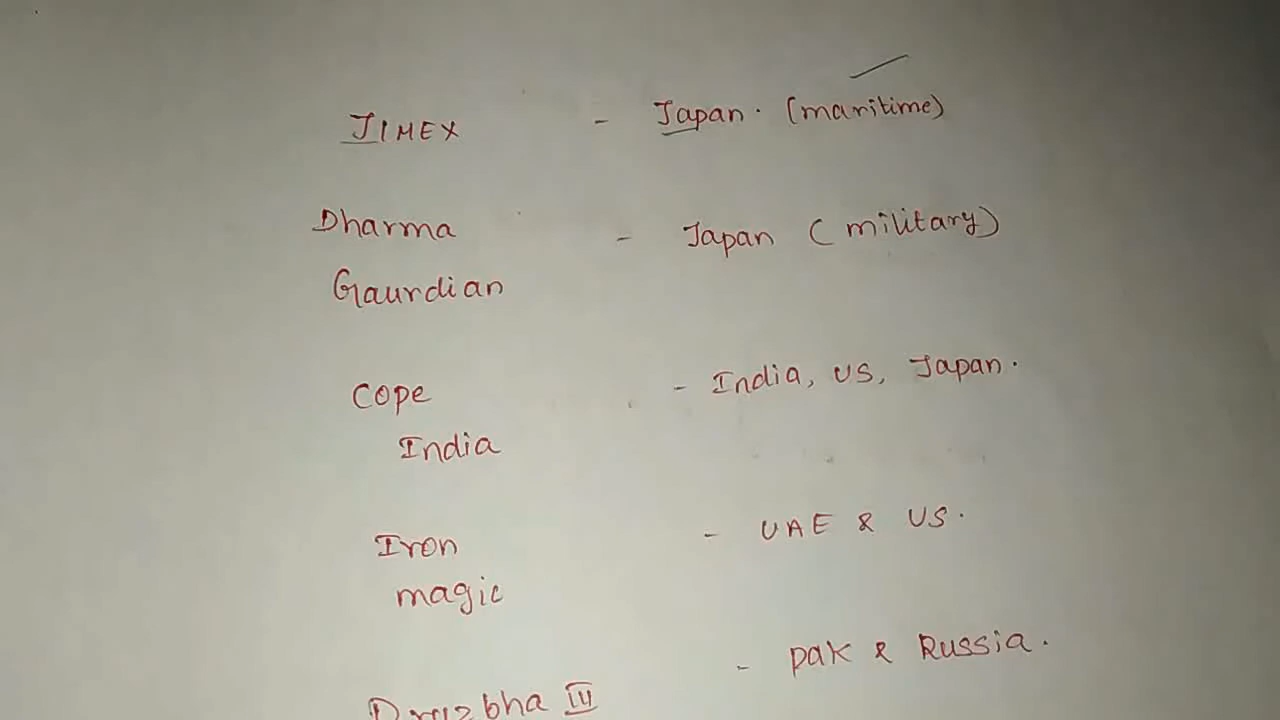 JIMEX - Japan. (maritime)
Dharma - Japan (military)
Gaurdian
Cope - India, US, Japan.
India
Iron - UAE & US.
magic
- Pak & Russia.
Druzbha III